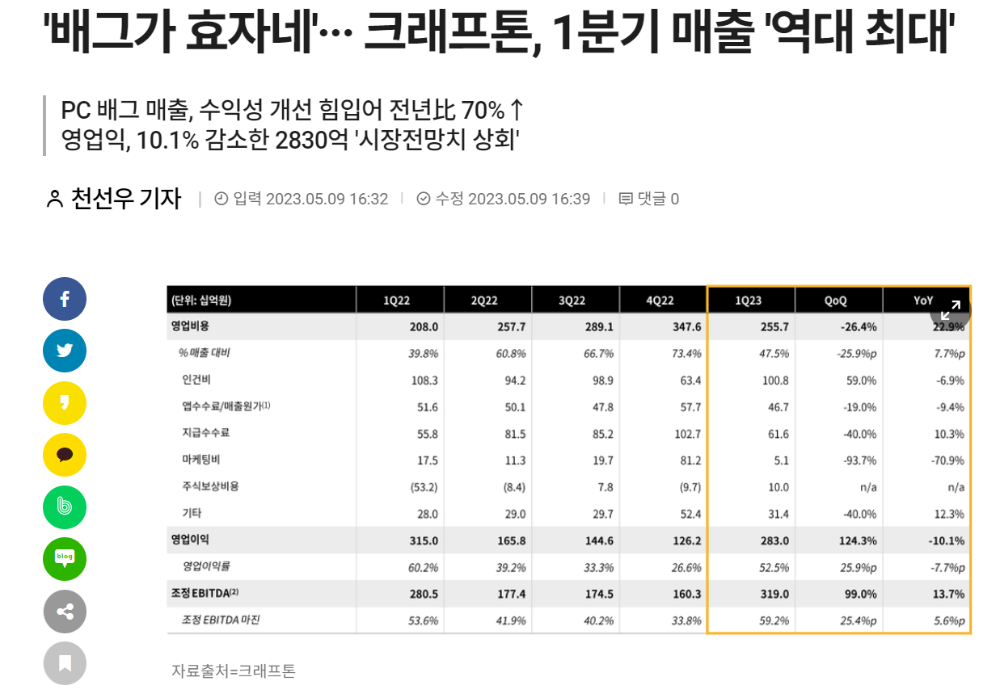 '배그가 효자네'… 크래프톤, 1분기 매출 '역대 최대'
PC 배그 매출, 수익성 개선 힘입어 전년比 70%↑
영업익, 10.1% 감소한 2830억 '시장전망치 상회'
천선우 기자 | 입력 2023.05.09 16:32 | 수정 2023.05.09 16:39 | 댓글 0
(단위: 십억원) 1Q22 2Q22 3Q22 4Q22 1Q23 QoQ YoY
영업비용 208.0 257.7 289.1 347.6 255.7 -26.4% 22.9%
% 매출 대비 39.8% 60.8% 66.7% 73.4% 47.5% -25.9%p 7.7%p
인건비 108.3 94.2 98.9 63.4 100.8 59.0% -6.9%
앱수수료/매출원가(1) 51.6 50.1 47.8 57.7 46.7 -19.0% -9.4%
지급수수료 55.8 81.5 85.2 102.7 61.6 -40.0% 10.3%
마케팅비 17.5 11.3 19.7 81.2 5.1 -93.7% -70.9%
주식보상비용 (53.2) (8.4) 7.8 (9.7) 10.0 n/a n/a
기타 28.0 29.0 29.7 52.4 31.4 -40.0% 12.3%
영업이익 315.0 165.8 144.6 126.2 283.0 124.3% -10.1%
영업이익률 60.2% 39.2% 33.3% 26.6% 52.5% 25.9%p -7.7%p
조정 EBITDA(2) 280.5 177.4 174.5 160.3 319.0 99.0% 13.7%
조정 EBITDA 마진 53.6% 41.9% 40.2% 33.8% 59.2% 25.4%p 5.6%p
blog
자료출처=크래프톤